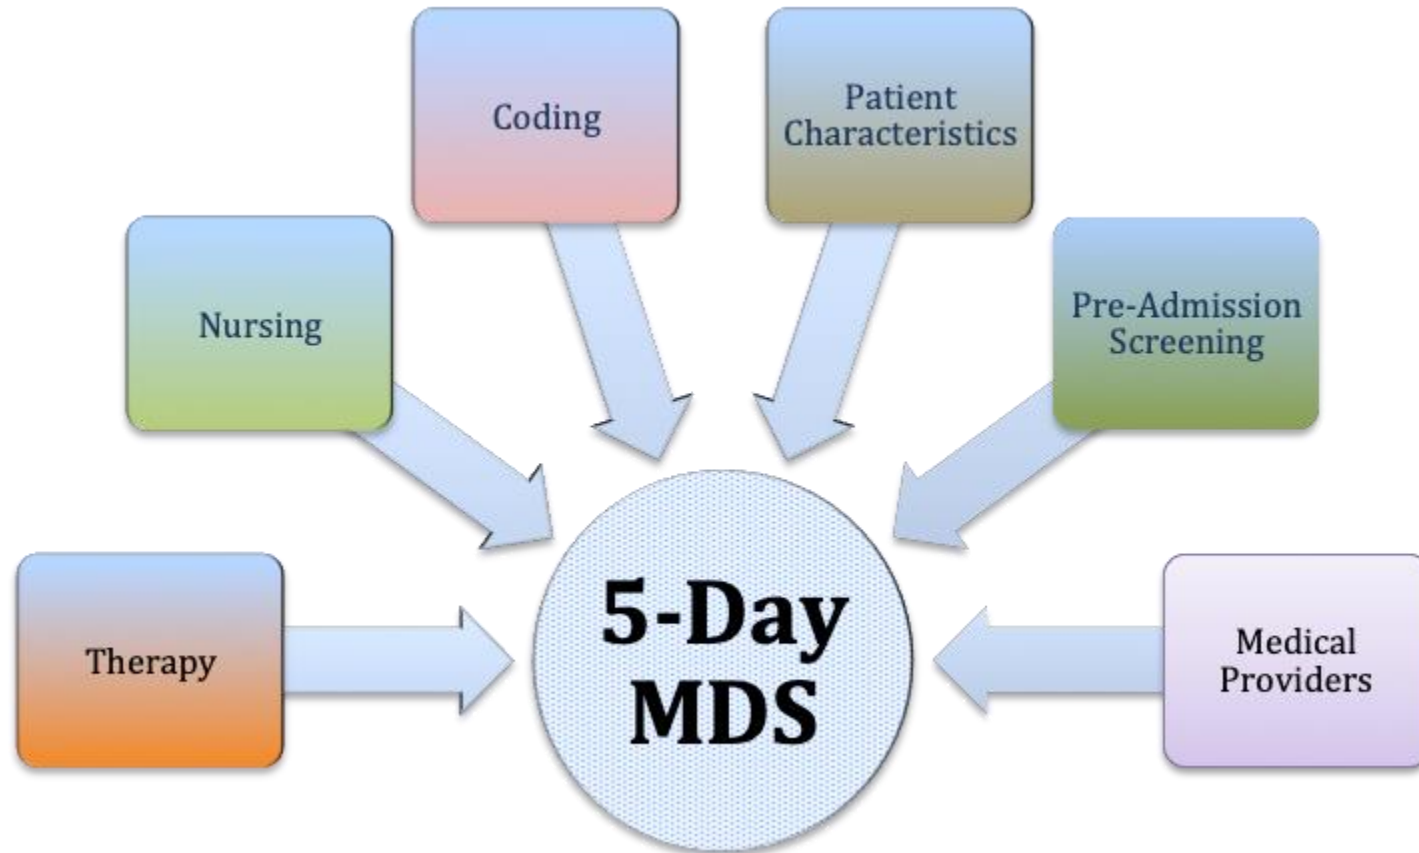 Coding
Patient
Characteristics
Nursing
Pre-Admission
Screening
Therapy
5-Day
MDS
Medical
Providers